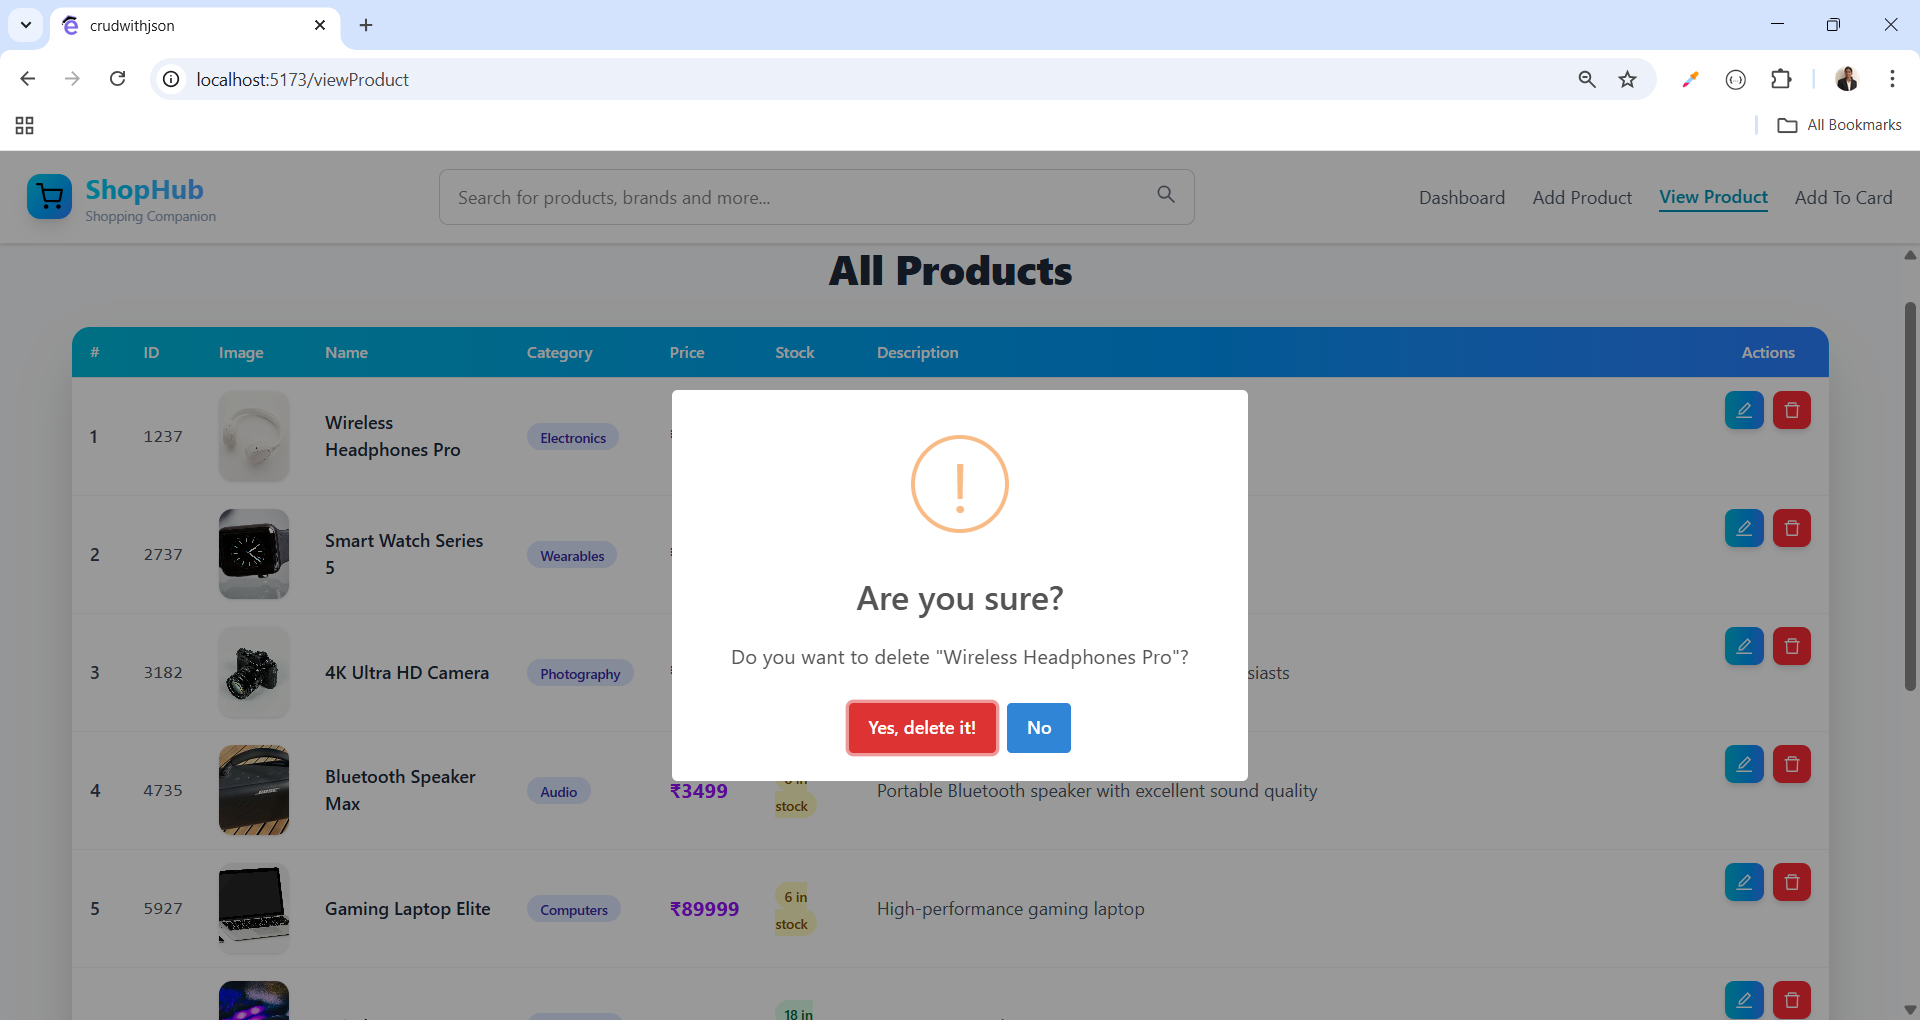 crudwithjson
localhost:5173/viewProduct
All Bookmarks
ShopHub
Shopping Companion
Search for products, brands and more...
Dashboard
Add Product
View Product
Add To Card
All Products
# ID Image Name Category Price Stock Description Actions
1 1237
Wireless
Headphones Pro
Electronics
2 2737
Smart Watch Series
5
Wearables
3 3182
4K Ultra HD Camera
Photography
siasts
Are you sure?
Do you want to delete "Wireless Headphones Pro"?
Yes, delete it!
No
4 4735
Bluetooth Speaker
Max
Audio
₹3499
stock
Portable Bluetooth speaker with excellent sound quality
5 5927
Gaming Laptop Elite
Computers
₹89999
6 in
stock
High-performance gaming laptop
18 in